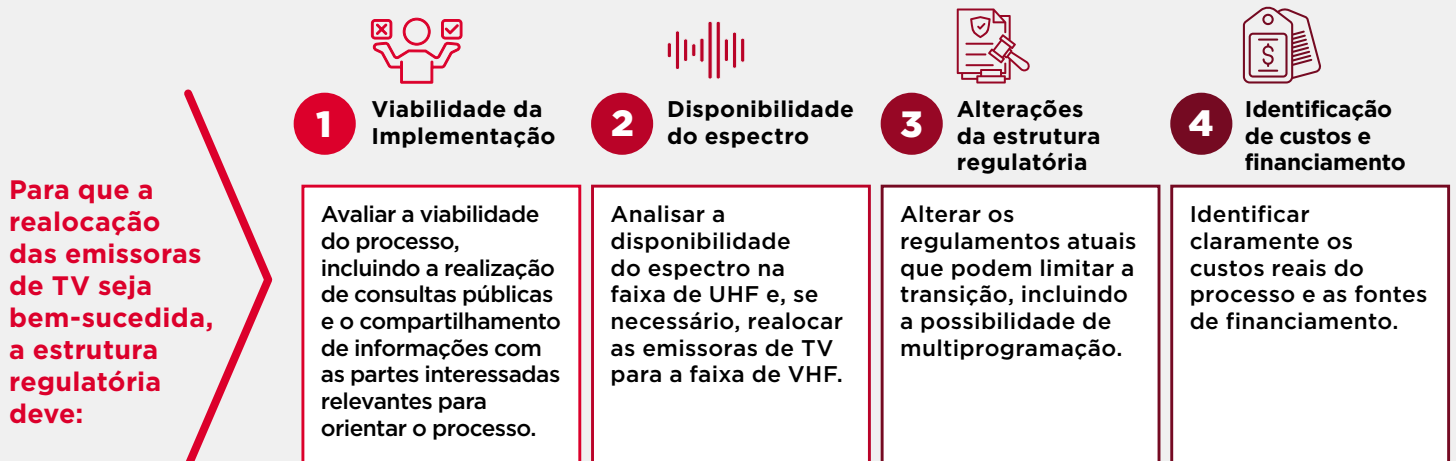 Para que a
realocação
das emissoras
de TV seja
bem-sucedida,
a estrutura
regulatória
deve:
1
Viabilidade da
Implementação
Avaliar a viabilidade
do processo,
incluindo a realização
de consultas públicas
e o compartilhamento
de informações com
as partes interessadas
relevantes para
orientar o processo.
2
Disponibilidade
do espectro
Analisar a
disponibilidade
do espectro na
faixa de UHF e, se
necessário, realocar
as emissoras de TV
para a faixa de VHF.
3
Alterações
da estrutura
regulatória
Alterar os
regulamentos atuais
que podem limitar a
transição, incluindo
a possibilidade de
multiprogramação.
$
4
Identificação
de custos e
financiamento
Identificar
claramente os
custos reais do
processo e as fontes
de financiamento.